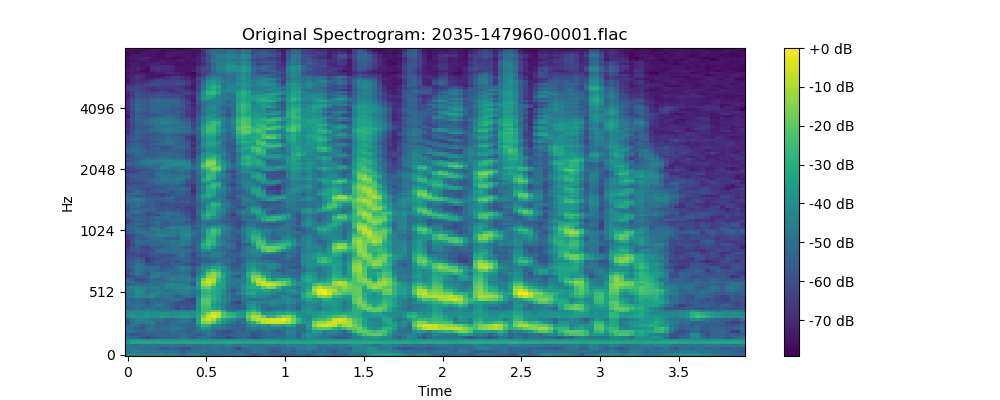 Original Spectrogram: 2035-147960-0001.flac
Hz
4096
2048
1024
512
0
0 0.5 1 1.5 2 2.5 3 3.5
Time
+0 dB
-10 dB
-20 dB
-30 dB
-40 dB
-50 dB
-60 dB
-70 dB